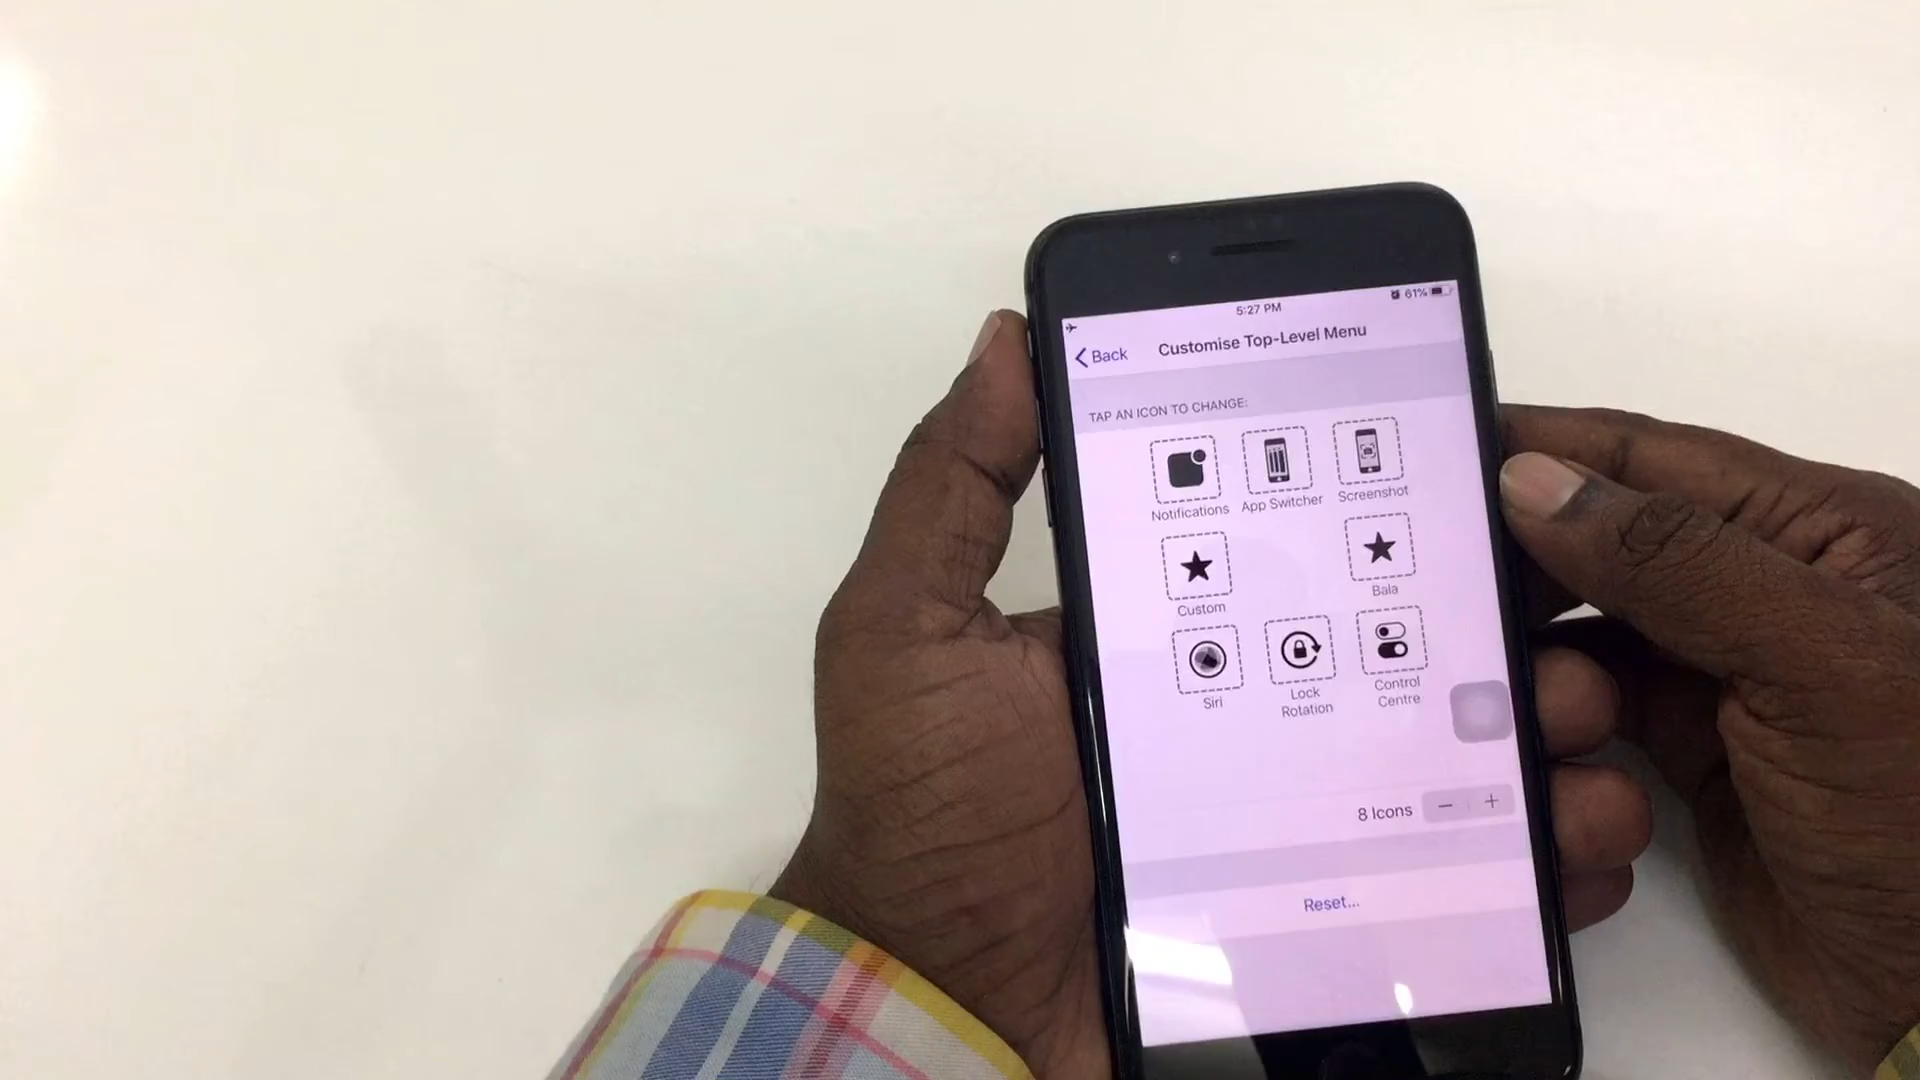 5:27 PM
61%
Back
Customise Top-Level Menu
TAP AN ICON TO CHANGE:
Notifications
App Switcher
Screenshot
Custom
Bala
Siri
Lock
Rotation
Control
Centre
8 Icons
Reset...